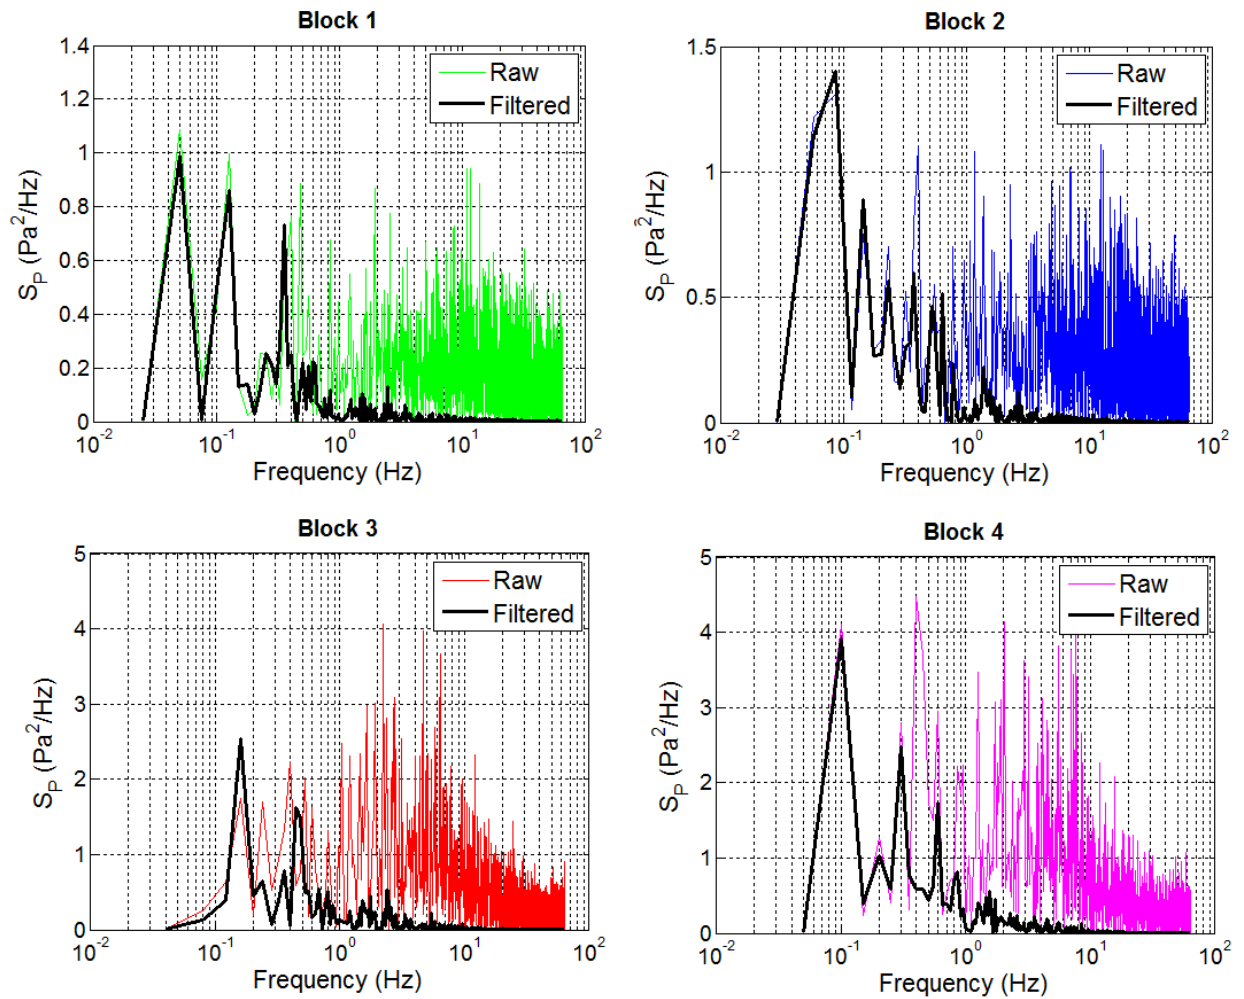 Block 1
1.4
1.2
1
0.8
0.6
0.4
0.2
0
S_P (Pa^2/Hz)
Raw
Filtered
10^-2
10^-1
10^0
10^1
10^2
Frequency (Hz)
Block 2
1.5
1
0.5
0
S_P (Pa^2/Hz)
Raw
Filtered
10^-2
10^-1
10^0
10^1
10^2
Frequency (Hz)
Block 3
5
4
3
2
1
0
S_P (Pa^2/Hz)
Raw
Filtered
10^-2
10^-1
10^0
10^1
10^2
Frequency (Hz)
Block 4
5
4
3
2
1
0
S_P (Pa^2/Hz)
Raw
Filtered
10^-2
10^-1
10^0
10^1
10^2
Frequency (Hz)